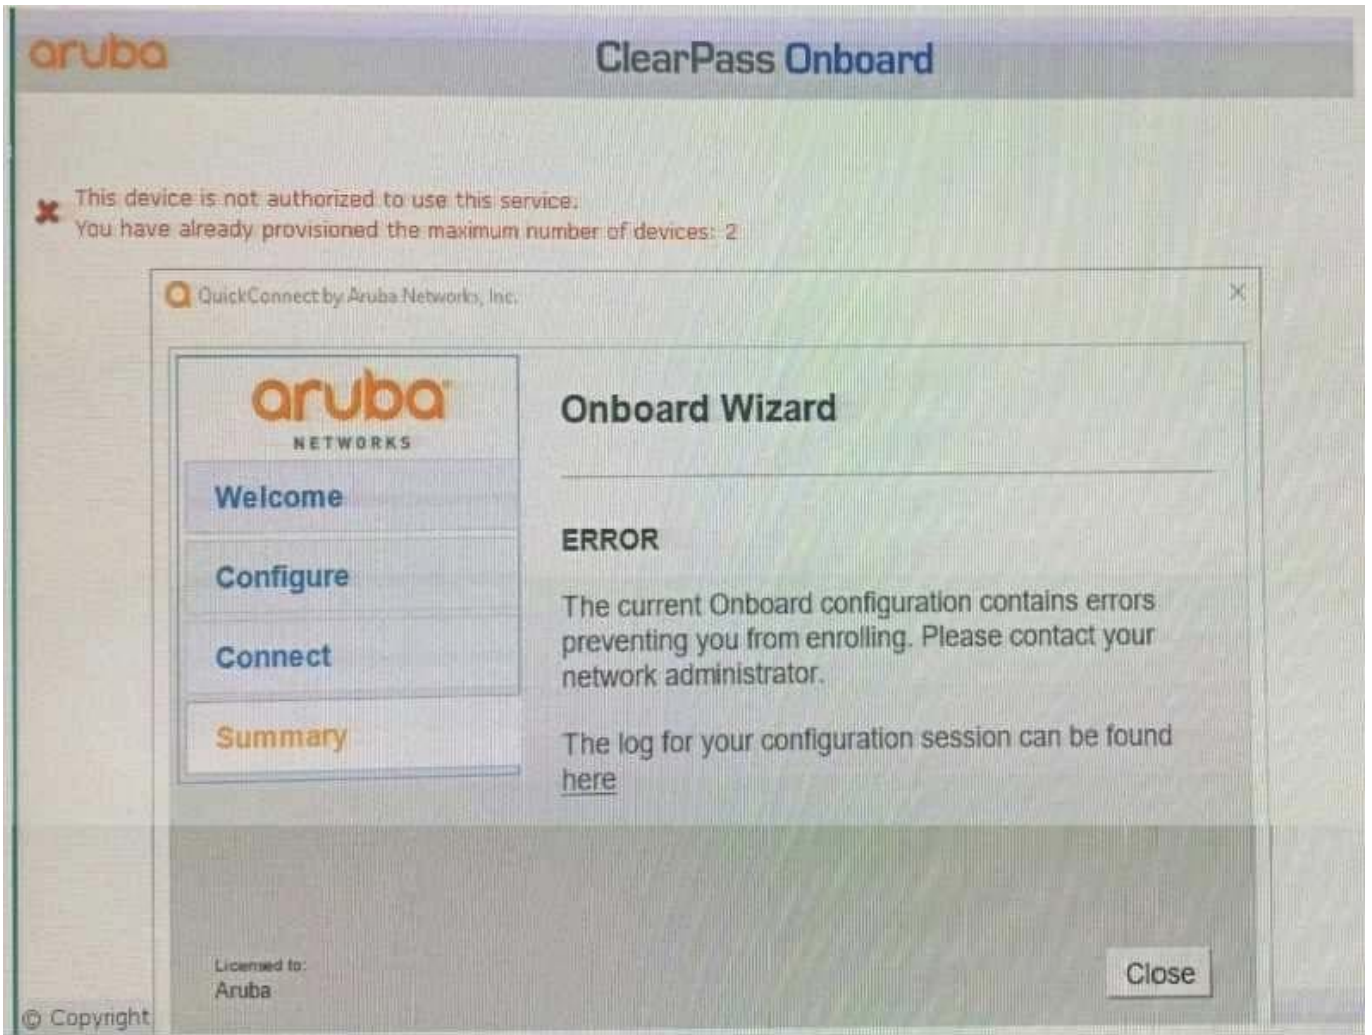 aruba
ClearPass Onboard
This device is not authorized to use this service.
You have already provisioned the maximum number of devices: 2
QuickConnect by Aruba Networks, Inc.
aruba
NETWORKS
Welcome
Configure
Connect
Summary
Onboard Wizard
ERROR
The current Onboard configuration contains errors
preventing you from enrolling. Please contact your
network administrator.
The log for your configuration session can be found
here
Licensed to:
Aruba
Close
© Copyright